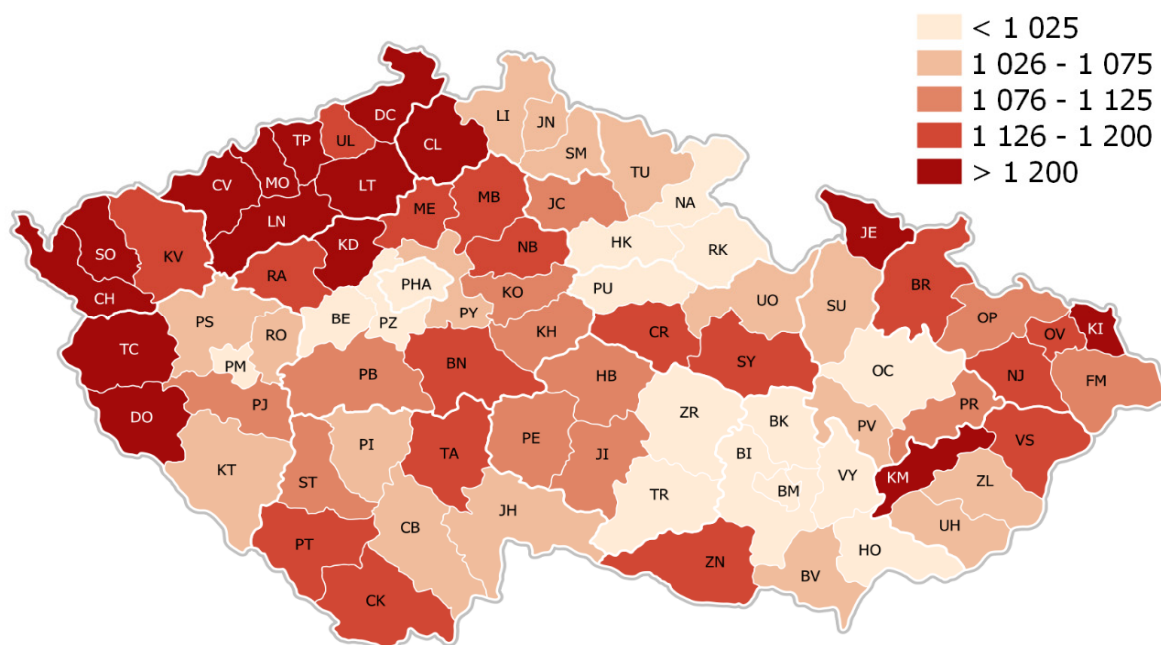 < 1 025
1 026 - 1 075
1 076 - 1 125
1 126 - 1 200
> 1 200
DC
LI
JN
TP
UL
CL
SM
TU
CV
MO
LT
ME
MB
JC
NA
LN
HK
RK
SO
KV
RA
KD
NB
JE
PHA
KO
PU
BR
CH
UO
SU
PS
RO
BE
PZ
PY
KH
CR
OP
OV
KI
TC
PM
PB
BN
HB
SY
OC
NJ
FM
DO
PJ
ZR
BK
PV
PR
VS
KT
PI
TA
PE
JI
BI
VY
KM
ZL
ST
TR
BM
PT
CB
JH
UH
HO
ZN
BV
CK